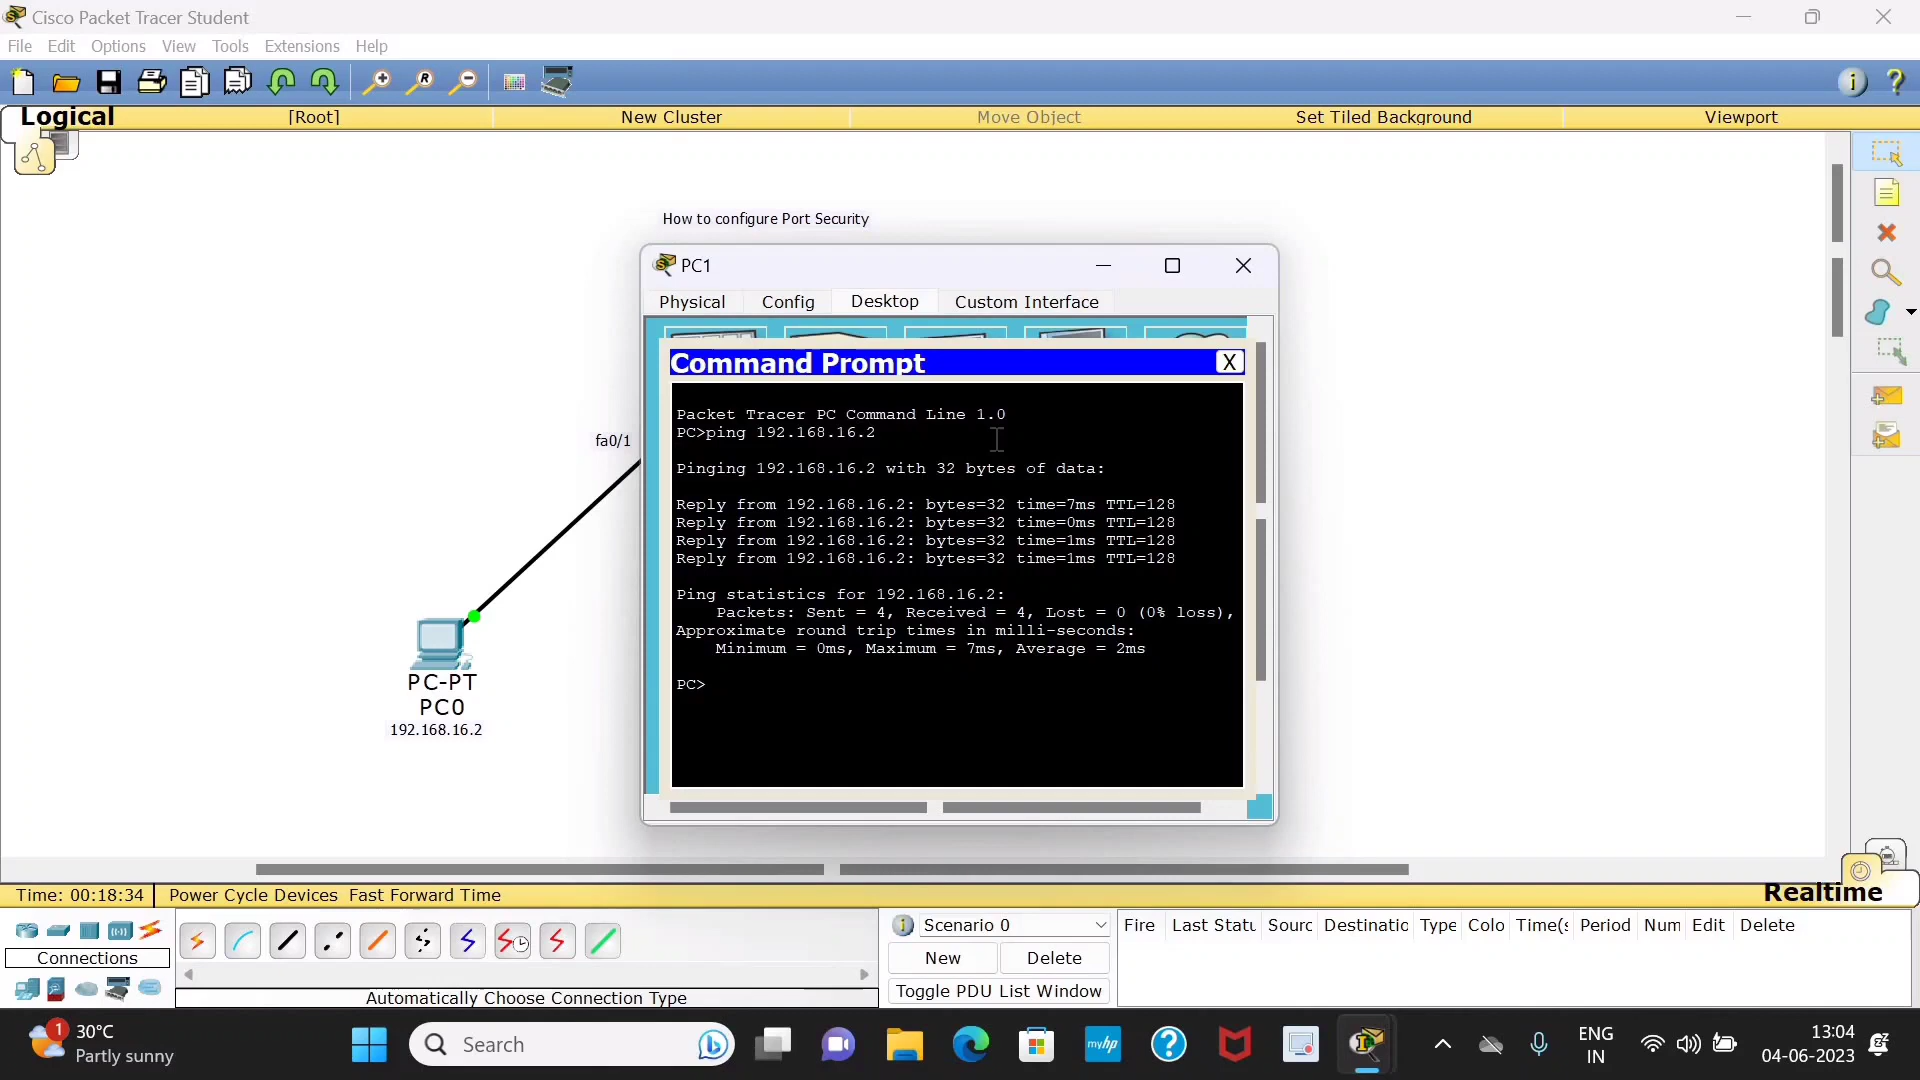 Cisco Packet Tracer Student
File Edit Options View Tools Extensions Help
Logical [Root] New Cluster Move Object Set Tiled Background Viewport
How to configure Port Security
PC1
Physical Config Desktop Custom Interface
Command Prompt X
Packet Tracer PC Command Line 1.0
PC>ping 192.168.16.2
Pinging 192.168.16.2 with 32 bytes of data:
Reply from 192.168.16.2: bytes=32 time=7ms TTL=128
Reply from 192.168.16.2: bytes=32 time=0ms TTL=128
Reply from 192.168.16.2: bytes=32 time=1ms TTL=128
Reply from 192.168.16.2: bytes=32 time=1ms TTL=128
Ping statistics for 192.168.16.2:
Packets: Sent = 4, Received = 4, Lost = 0 (0% loss),
Approximate round trip times in milli-seconds:
Minimum = 0ms, Maximum = 7ms, Average = 2ms
PC>
fa0/1
PC-PT
PC0
192.168.16.2
Time: 00:18:34 Power Cycle Devices Fast Forward Time Realtime
Connections
Automatically Choose Connection Type
Scenario 0
New Delete
Toggle PDU List Window
Fire Last Statu Sourc Destinatio Type Colo Time(s Period Num Edit Delete
1
30°C
Partly sunny
Search
myhp
ENG
IN
13:04
04-06-2023